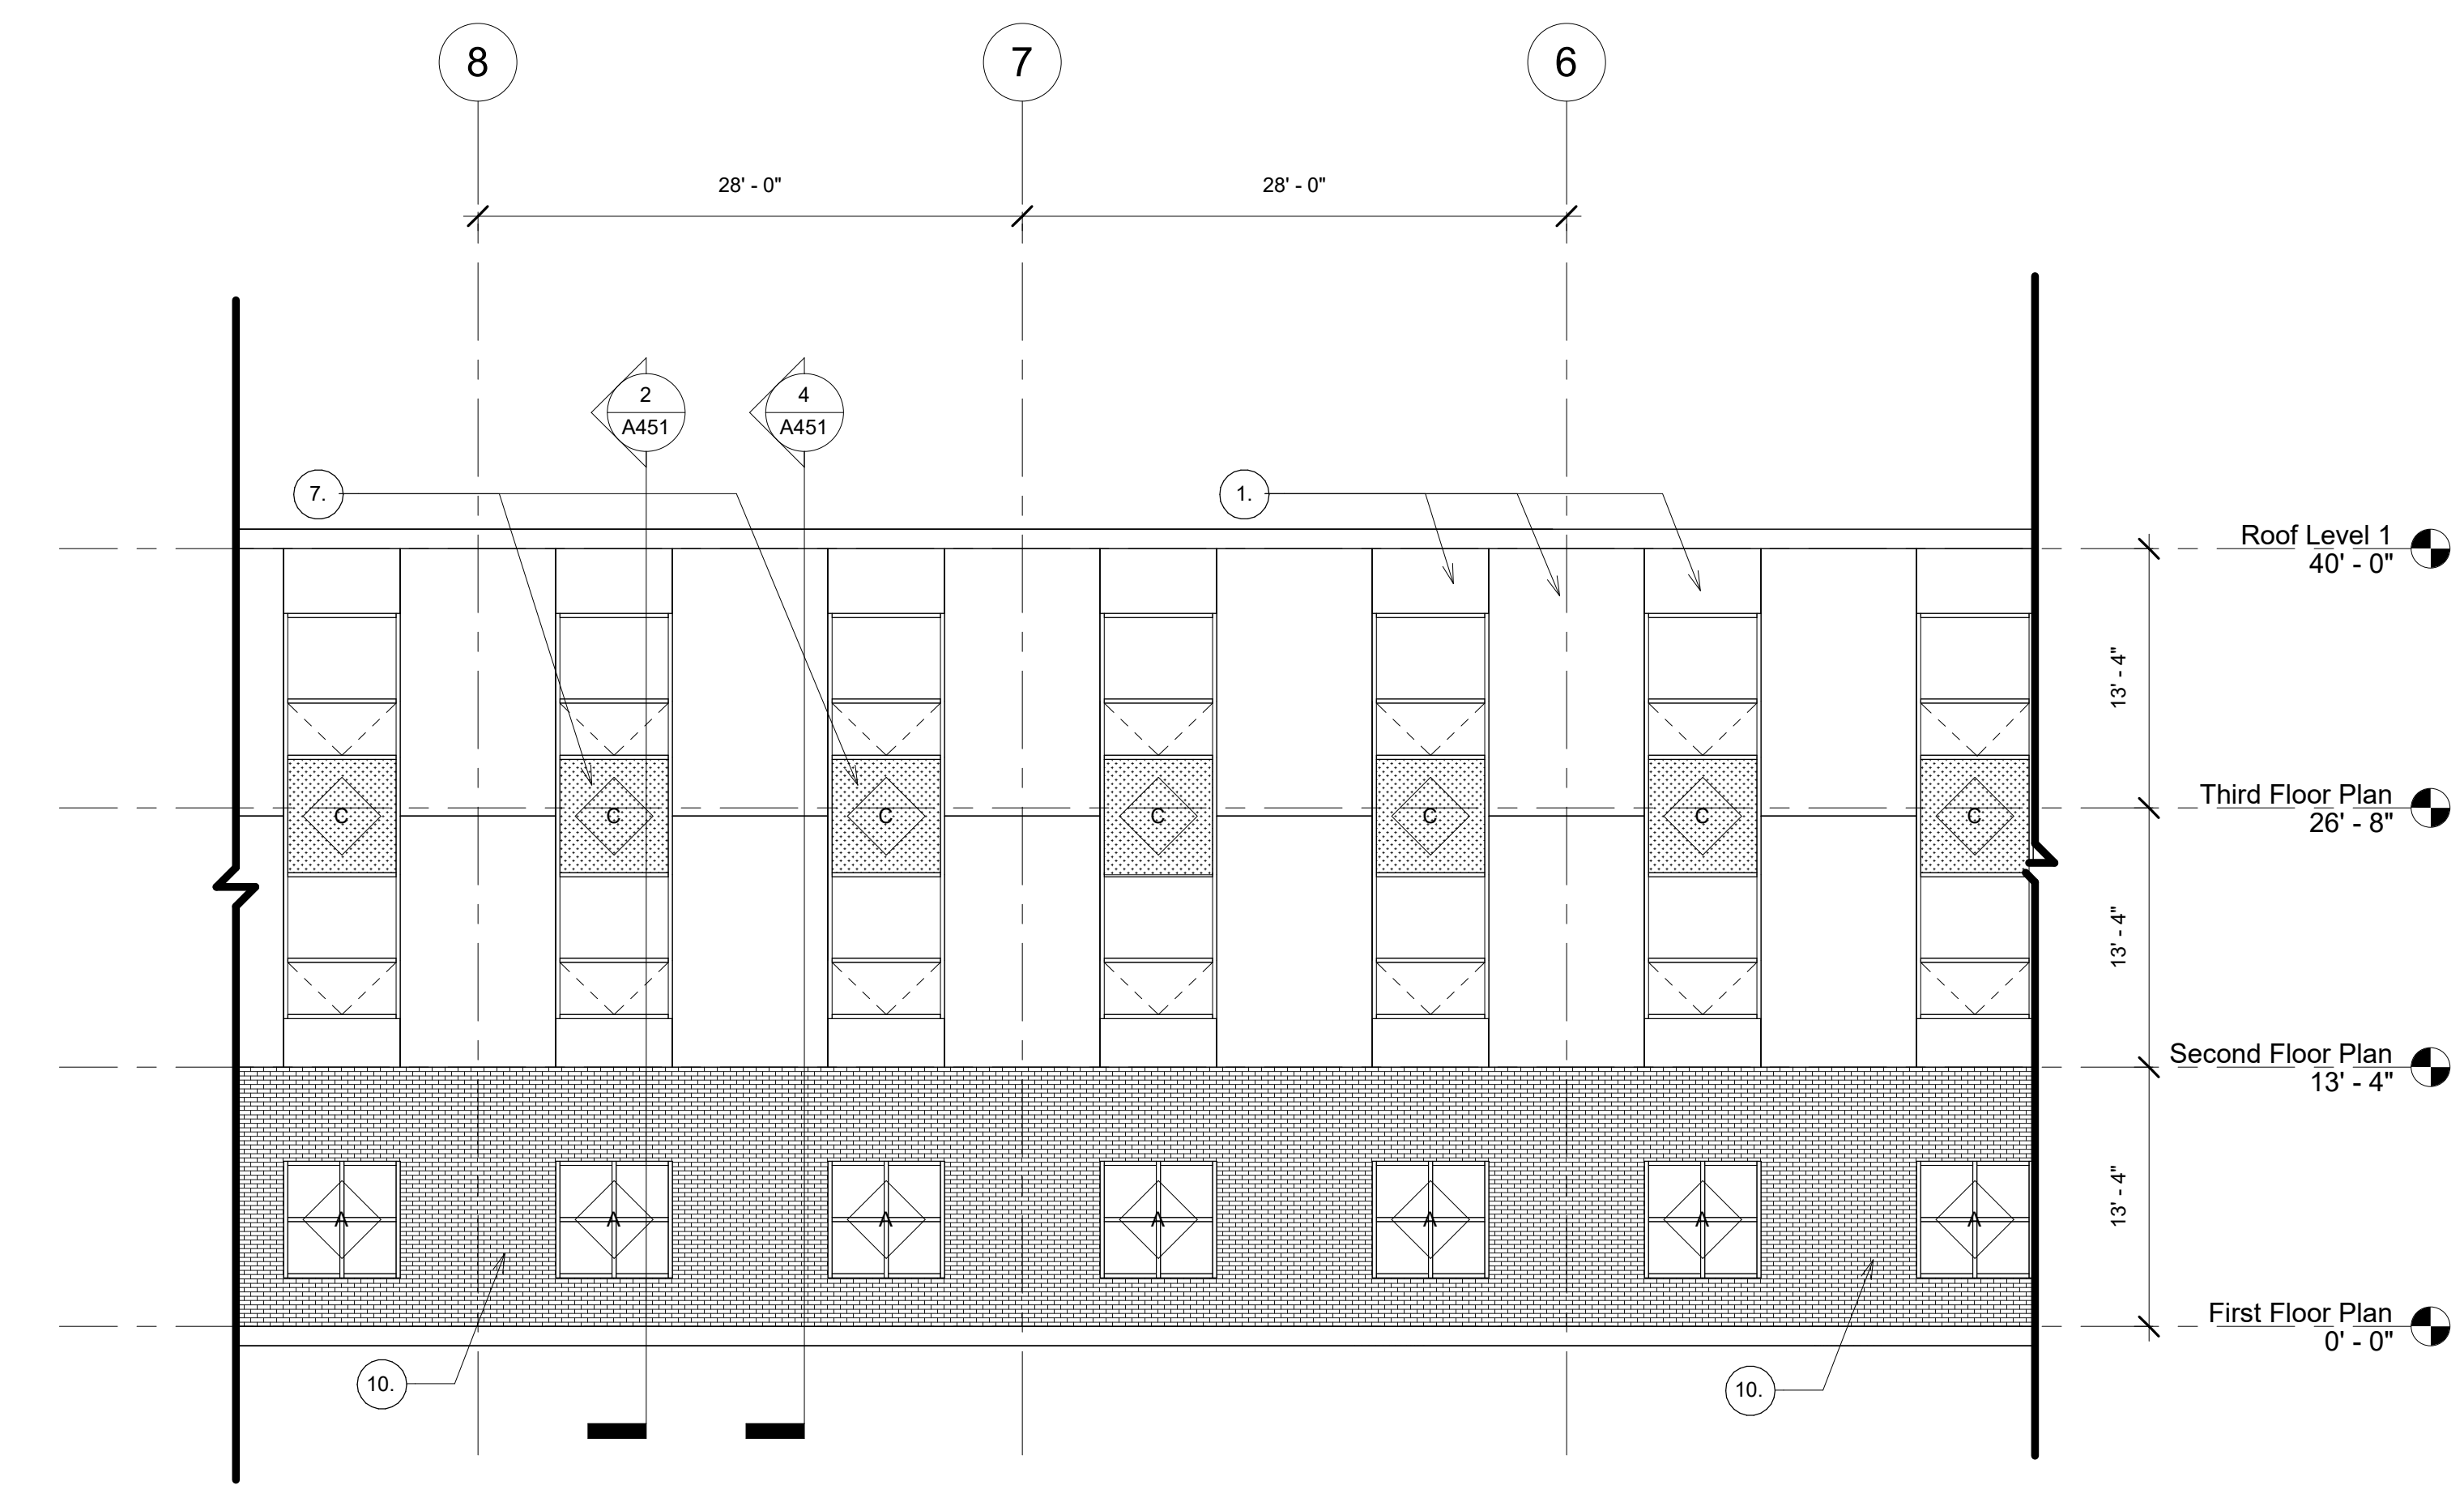 8
7
6
28' - 0"
28' - 0"
2
A451
4
A451
7.
1.
Roof Level 1
40' - 0"
13' - 4"
Third Floor Plan
26' - 8"
C
C
C
C
C
C
C
13' - 4"
Second Floor Plan
13' - 4"
13' - 4"
A
A
A
A
A
A
A
First Floor Plan
0' - 0"
10.
10.